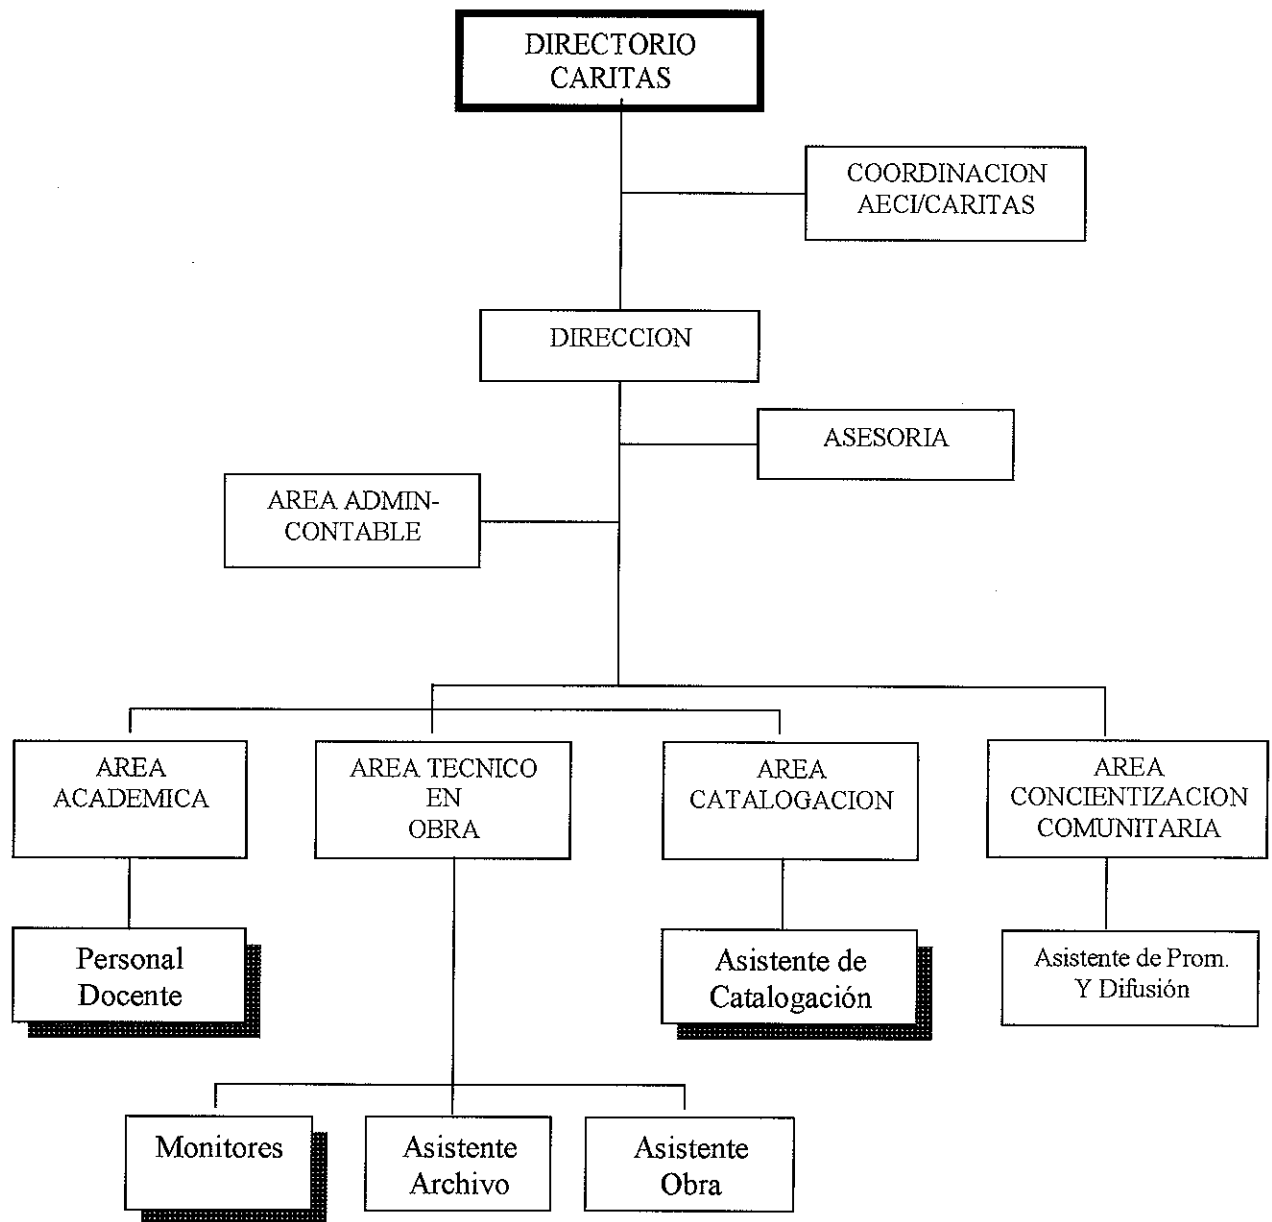 DIRECTORIO
CARITAS
COORDINACION
AECI/CARITAS
DIRECCION
ASESORIA
AREA ADMIN-
CONTABLE
AREA
ACADEMICA
AREA TECNICO
EN
OBRA
AREA
CATALOGACION
AREA
CONCIENTIZACION
COMUNITARIA
Personal
Docente
Asistente de
Catalogación
Asistente de Prom.
Y Difusión
Monitores
Asistente
Archivo
Asistente
Obra